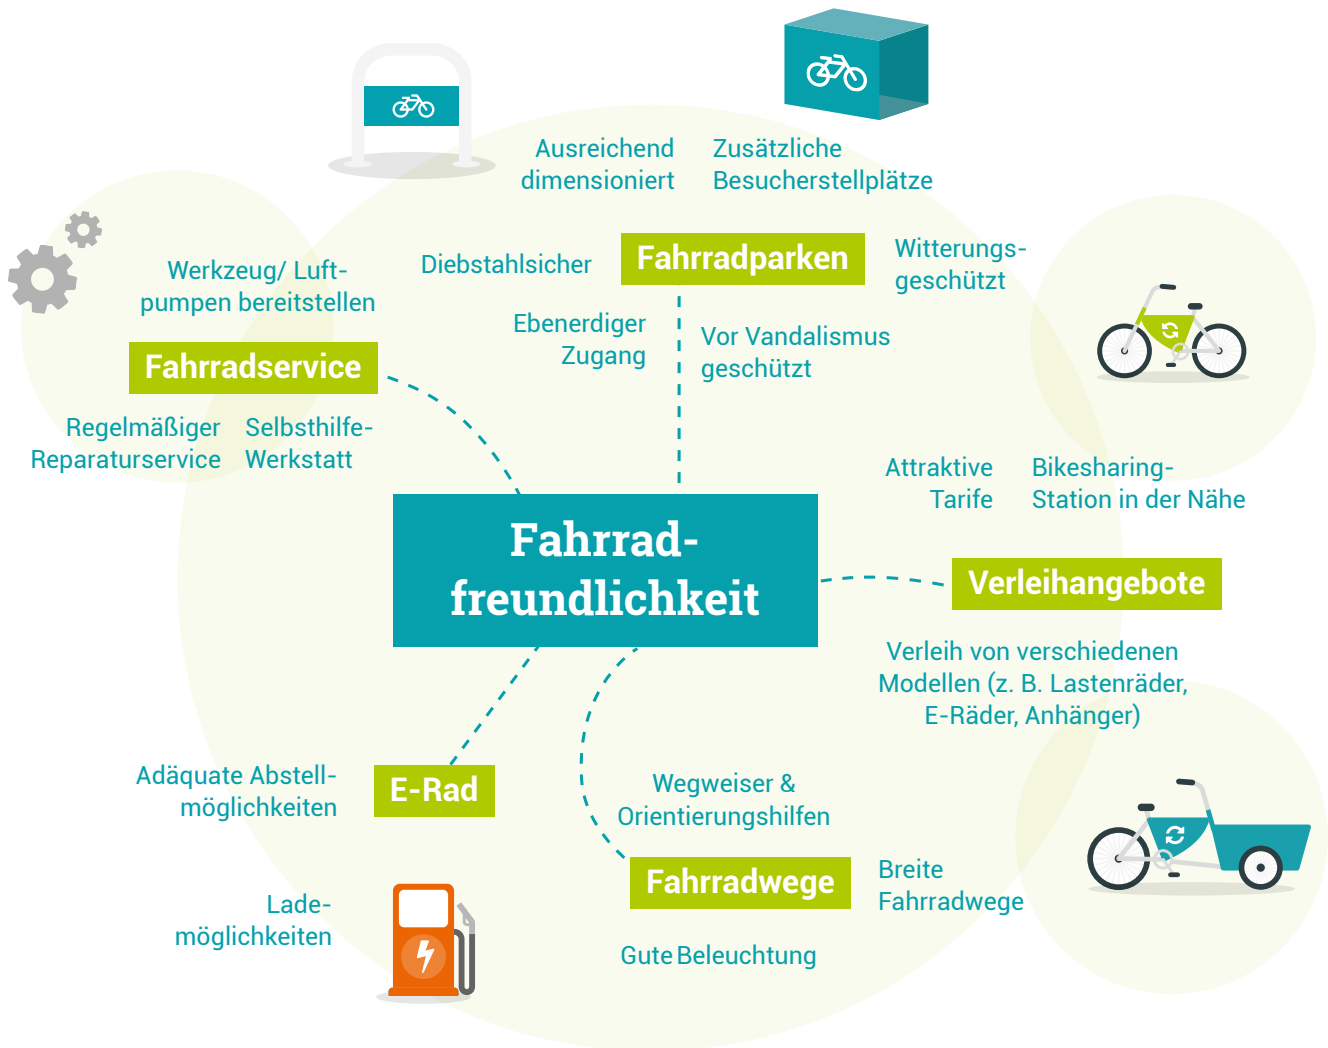 Ausreichend
dimensioniert
Zusätzliche
Besucherstellplätze
Diebstahlsicher
Fahrradparken
Witterungs-
geschützt
Ebenerdiger
Zugang
Vor Vandalismus
geschützt
Werkzeug/ Luft-
pumpen bereitstellen
Fahrradservice
Regelmäßiger
Reparaturservice
Selbsthilfe-
Werkstatt
Fahrrad-
freundlichkeit
Attraktive
Tarife
Bikesharing-
Station in der Nähe
Verleihangebote
Verleih von verschiedenen
Modellen (z. B. Lastenräder,
E-Räder, Anhänger)
Adäquate Abstell-
möglichkeiten
E-Rad
Lade-
möglichkeiten
Wegweiser &
Orientierungshilfen
Fahrradwege
Breite
Fahrradwege
Gute Beleuchtung